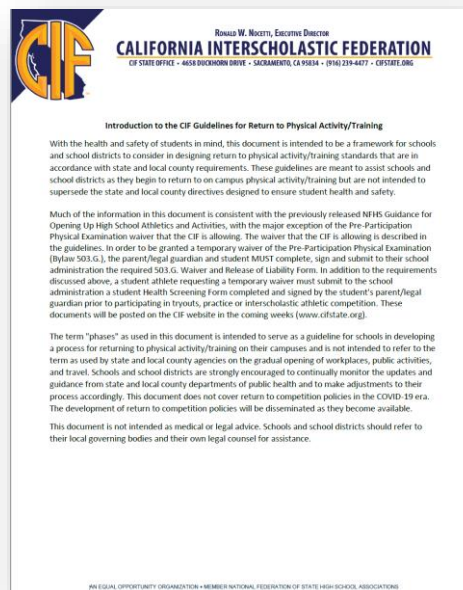 CIF
RONALD W. NOCETTI, EXECUTIVE DIRECTOR
CALIFORNIA INTERSCHOLASTIC FEDERATION
CIF STATE OFFICE • 4658 DUCKHORN DRIVE • SACRAMENTO, CA 95834 • (916) 239-4477 • CIFSTATE.ORG
Introduction to the CIF Guidelines for Return to Physical Activity/Training
With the health and safety of students in mind, this document is intended to be a framework for schools
and school districts to consider in designing return to physical activity/training standards that are in
accordance with state and local county requirements. These guidelines are meant to assist schools and
school districts as they begin to return to on campus physical activity/training but are not intended to
supersede the state and local county directives designed to ensure student health and safety.
Much of the information in this document is consistent with the previously released NFHS Guidance for
Opening Up High School Athletics and Activities, with the major exception of the Pre-Participation
Physical Examination waiver that the CIF is allowing. The waiver that the CIF is allowing is described in
the guidelines. In order to be granted a temporary waiver of the Pre-Participation Physical Examination
(Bylaw 503.G.), the parent/legal guardian and student MUST complete, sign and submit to their school
administration the required 503.G. Waiver and Release of Liability Form. In addition to the requirements
discussed above, a student athlete requesting a temporary waiver must submit to the school
administration a student Health Screening Form completed and signed by the student's parent/legal
guardian prior to participating in tryouts, practice or interscholastic athletic competition. These
documents will be posted on the CIF website in the coming weeks (www.cifstate.org).
The term "phases" as used in this document is intended to serve as a guideline for schools in developing
a process for returning to physical activity/training on their campuses and is not intended to refer to the
term as used by state and local county agencies on the gradual opening of workplaces, public activities,
and travel. Schools and school districts are strongly encouraged to continually monitor the updates and
guidance from state and local county departments of public health and to make adjustments to their
process accordingly. This document does not cover return to competition policies in the COVID-19 era.
The development of return to competition policies will be disseminated as they become available.
This document is not intended as medical or legal advice. Schools and school districts should refer to
their local governing bodies and their own legal counsel for assistance.
AN EQUAL OPPORTUNITY ORGANIZATION • MEMBER NATIONAL FEDERATION OF STATE HIGH SCHOOL ASSOCIATIONS